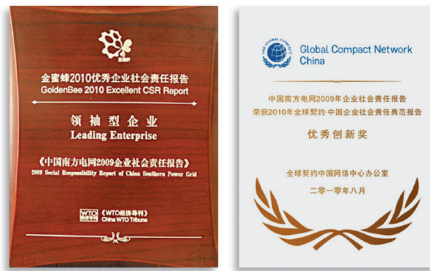 金蜜蜂2010优秀企业社会责任报告
GoldenBee 2010 Excellent CSR Report
领袖型企业
Leading Enterprise
《中国南方电网2009企业社会责任报告》
2009 Social Responsibility Report of China Southern Power Grid
WTO 《WTO经济导刊》
China WTO Tribune
Global Compact Network
China
中国南方电网2009年企业社会责任报告
荣获2010年全球契约·中国企业社会责任典范报告
优秀创新奖
全球契约中国网络中心办公室
二零一零年八月